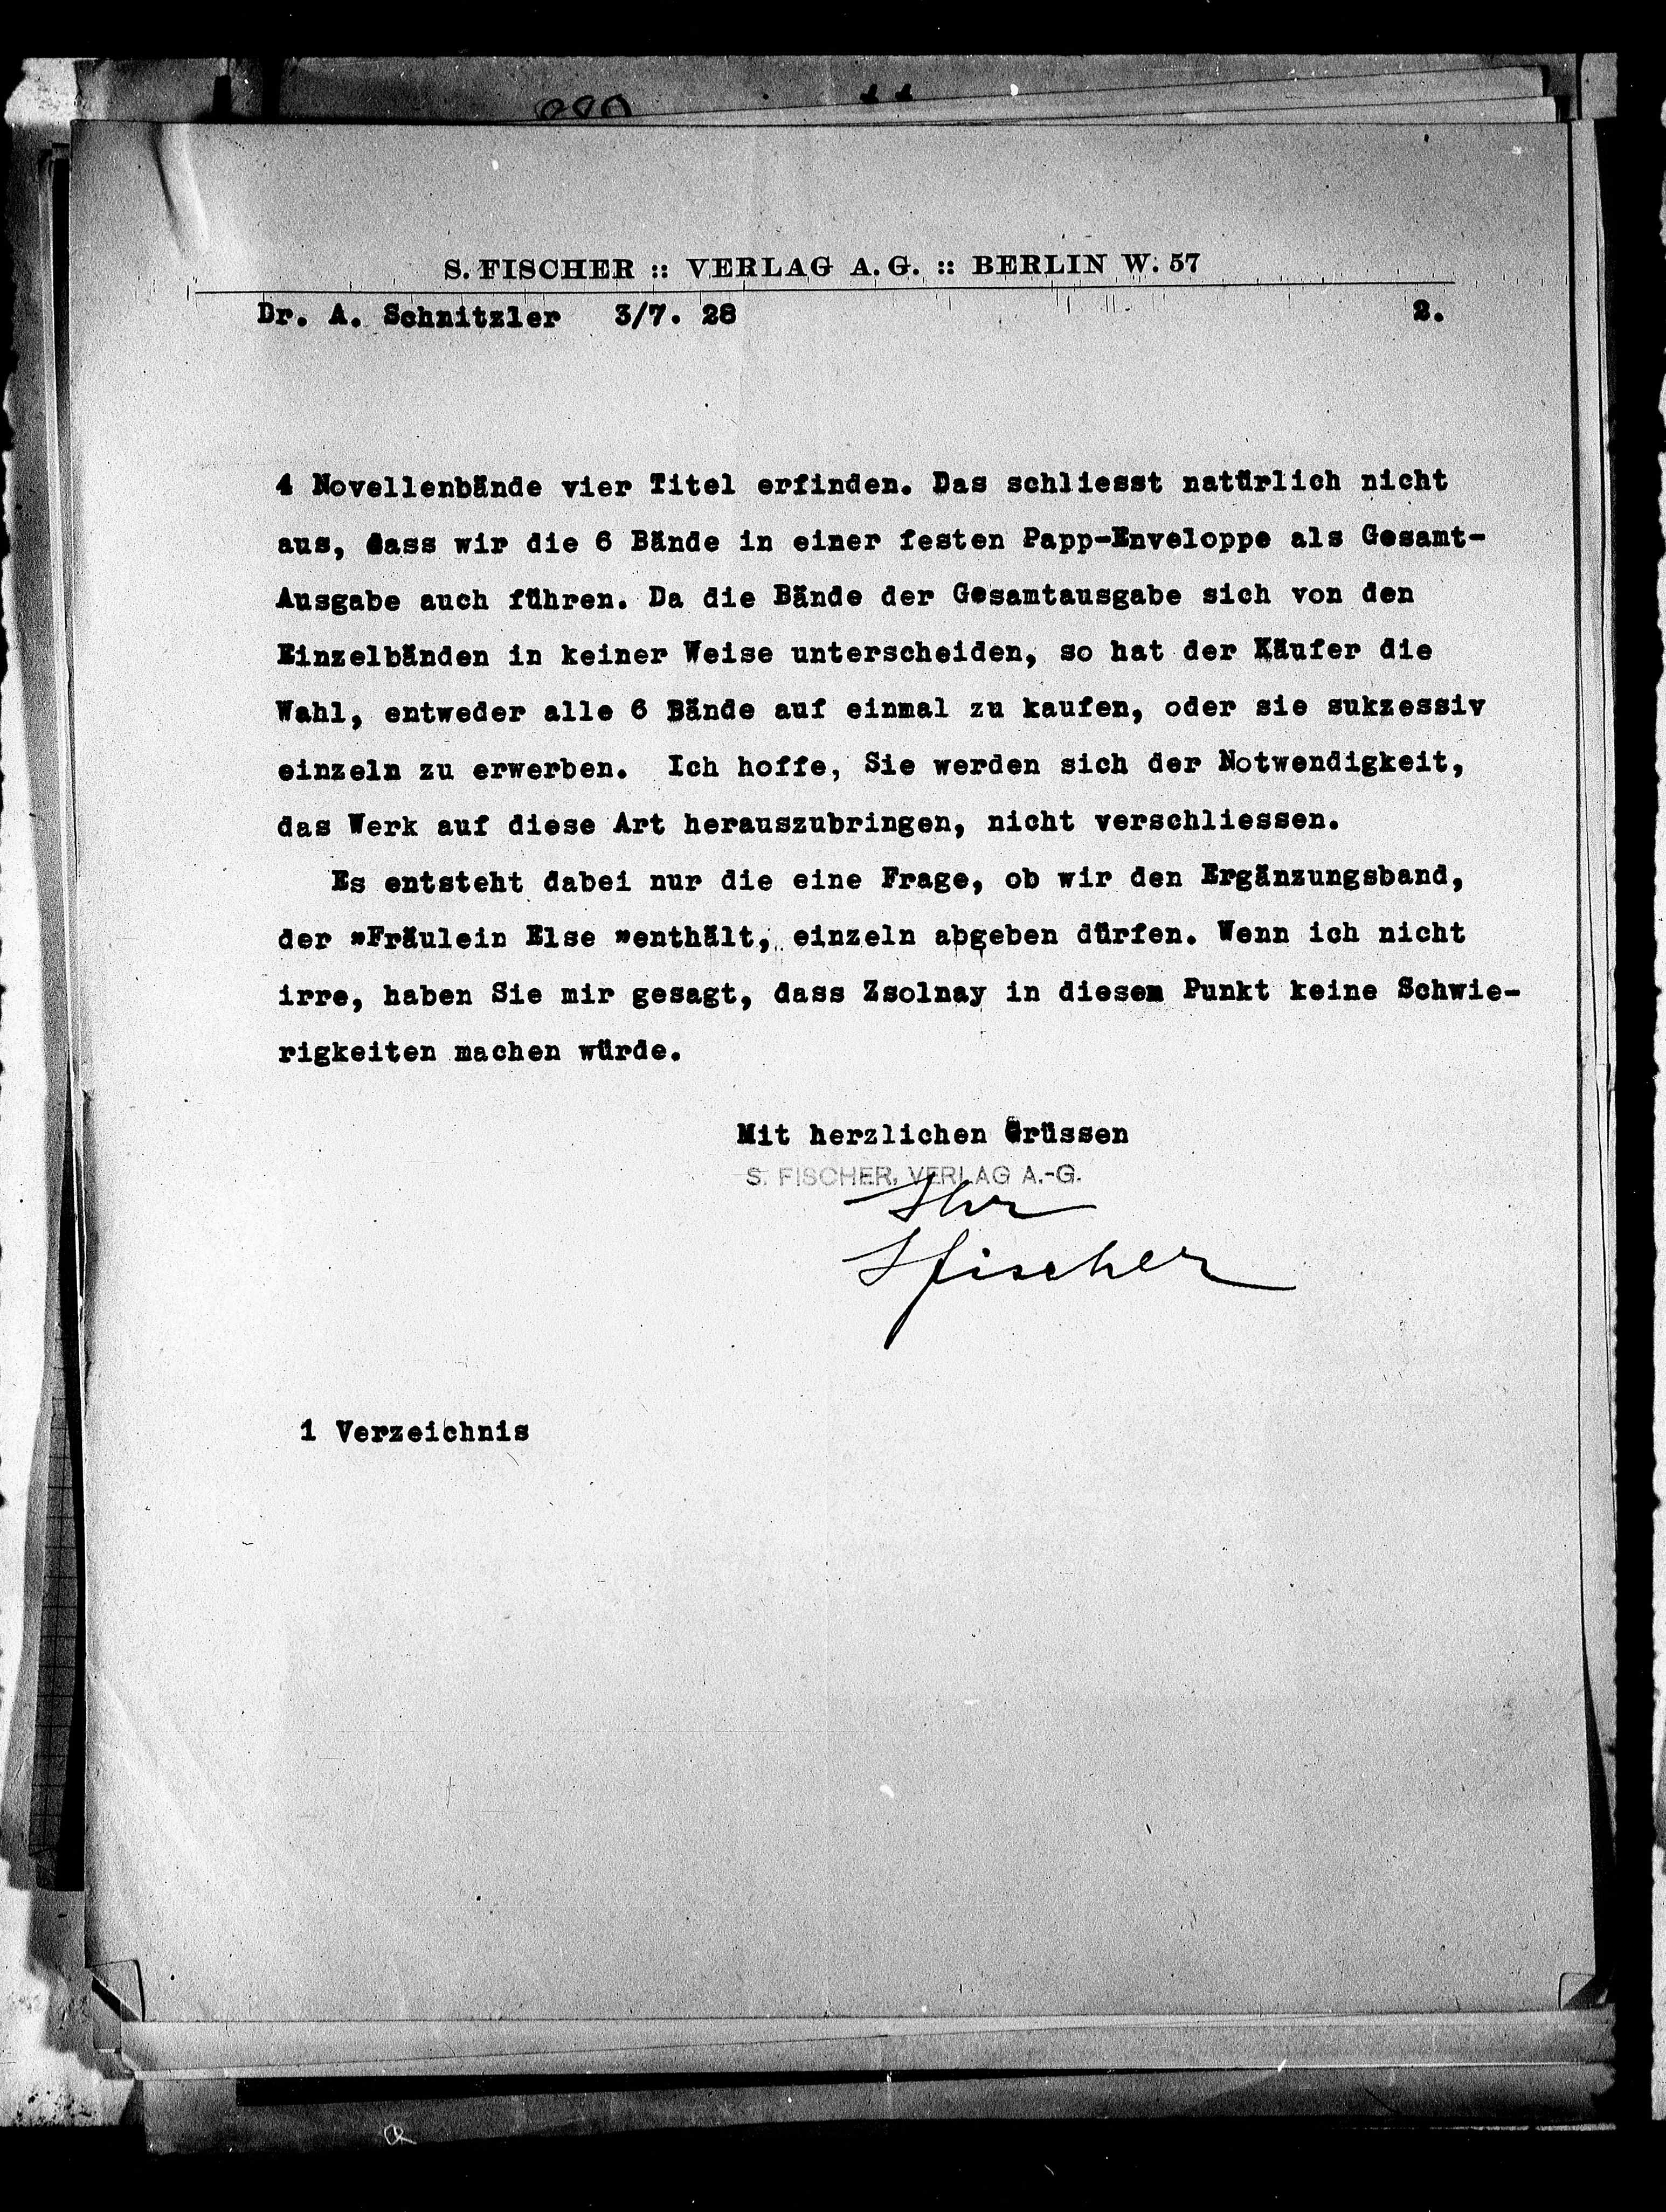 S. FISCHER :: VERLAG A. G. :: BERLIN W. 57
Dr. A. Schnitzler 3/7. 28 2.
4 Novellenbände vier Titel erfinden. Das schliesst natürlich nicht
aus, dass wir die 6 Bände in einer festen Papp-Enveloppe als Gesamt-
Ausgabe auch führen. Da die Bände der Gesamtausgabe sich von den
Einzelbänden in keiner Weise unterscheiden, so hat der Käufer die
Wahl, entweder alle 6 Bände auf einmal zu kaufen, oder sie sukzessiv
einzeln zu erwerben. Ich hoffe, Sie werden sich der Notwendigkeit,
das Werk auf diese Art herauszubringen, nicht verschliessen.
Es entsteht dabei nur die eine Frage, ob wir den Ergänzungsband,
der "Fräulein Else "enthält, einzeln abgeben dürfen. Wenn ich nicht
irre, haben Sie mir gesagt, dass Zsolnay in diesem Punkt keine Schwie-
rigkeiten machen würde.
Mit herzlichen Grüssen
S. FISCHER, VERLAG A.-G.
Ihr
SFischer
1 Verzeichnis